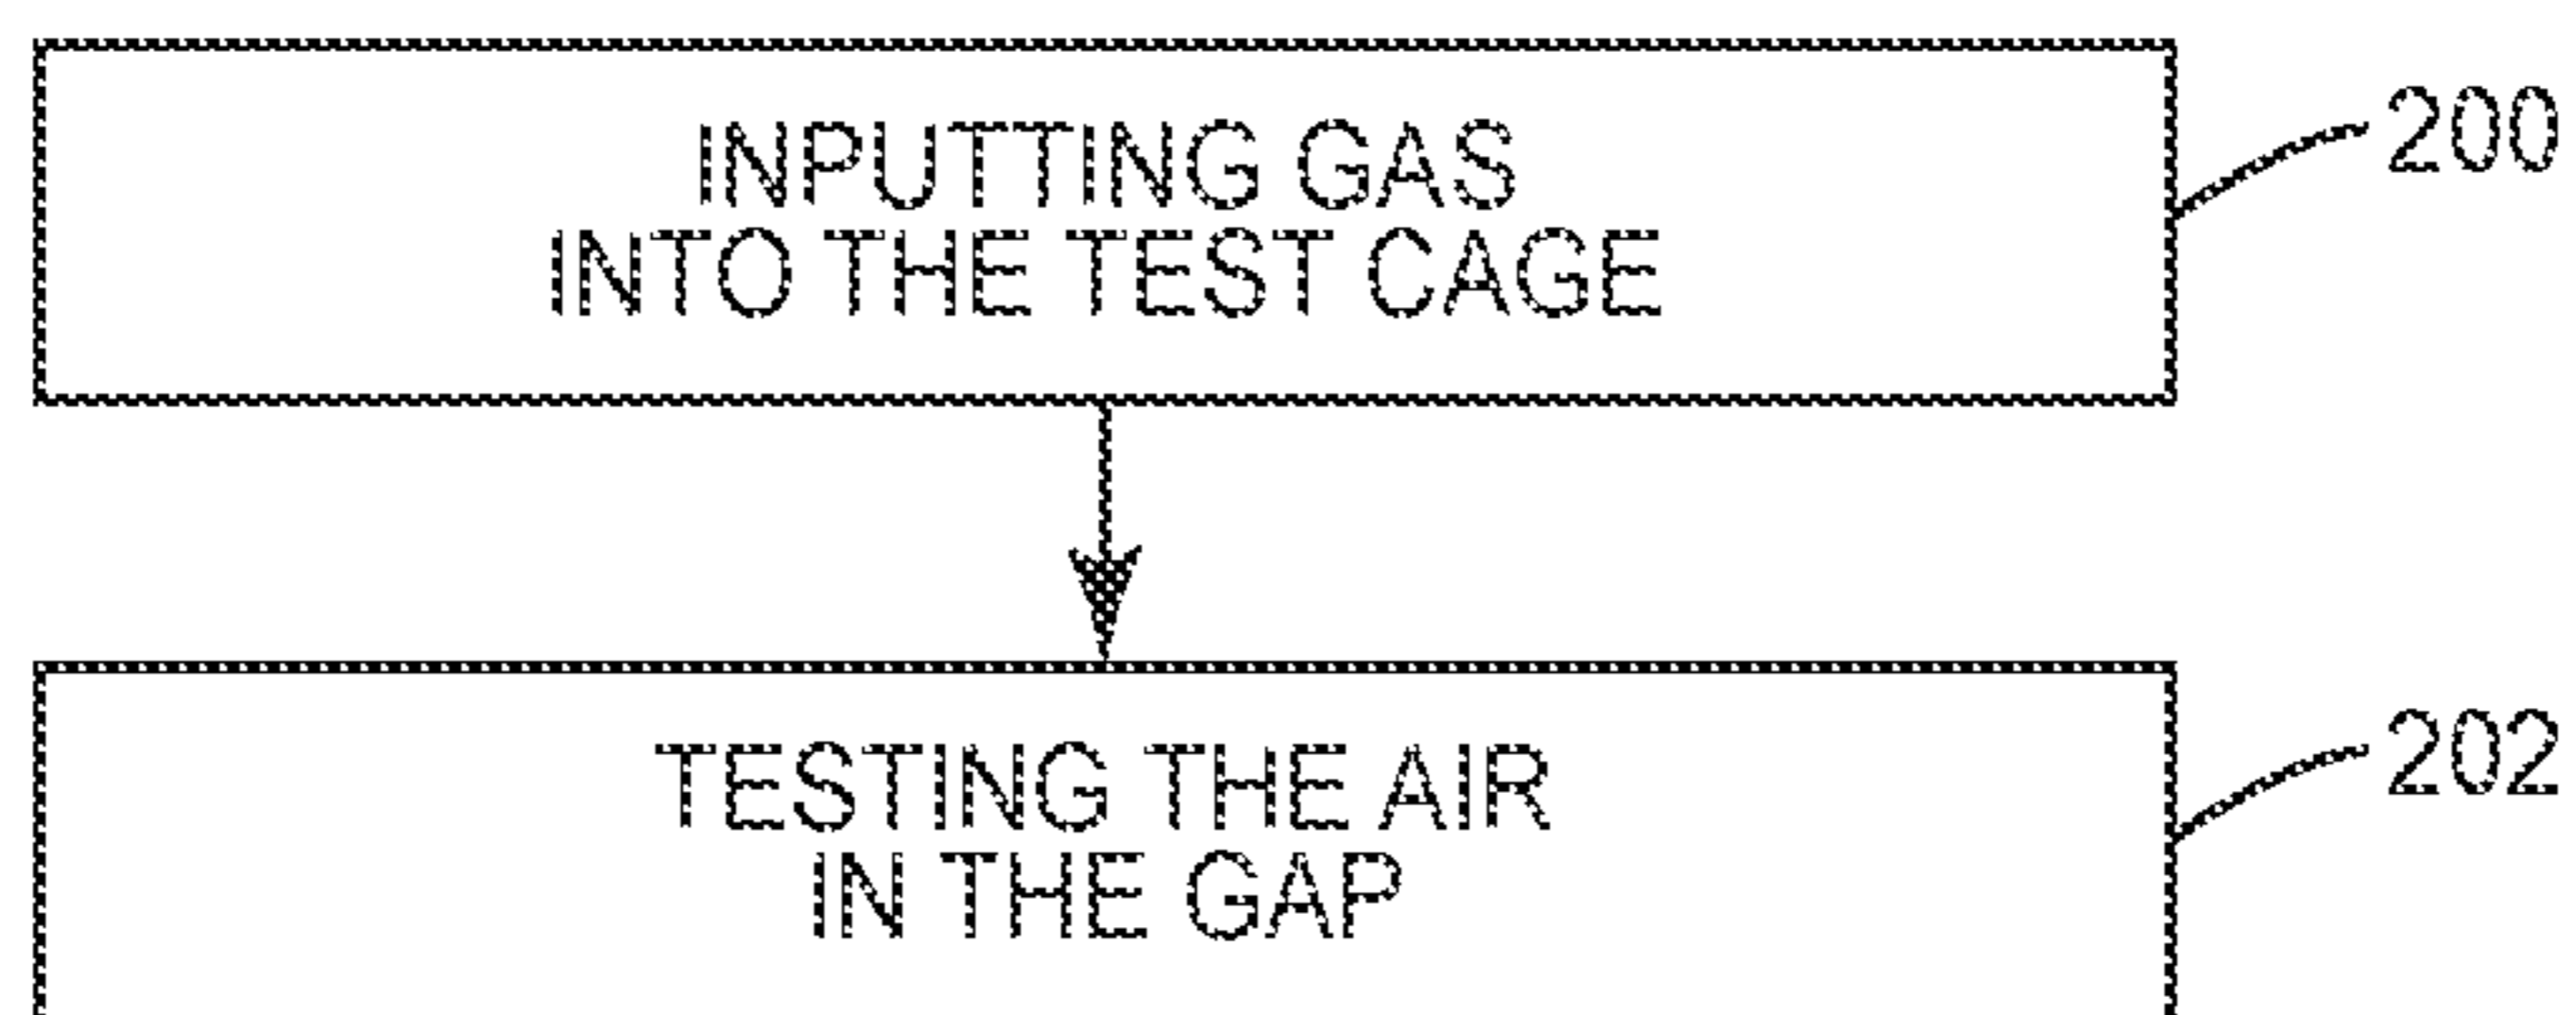 INPUTTING GAS
INTO THE TEST CAGE
200
TESTING THE AIR
IN THE GAP
202